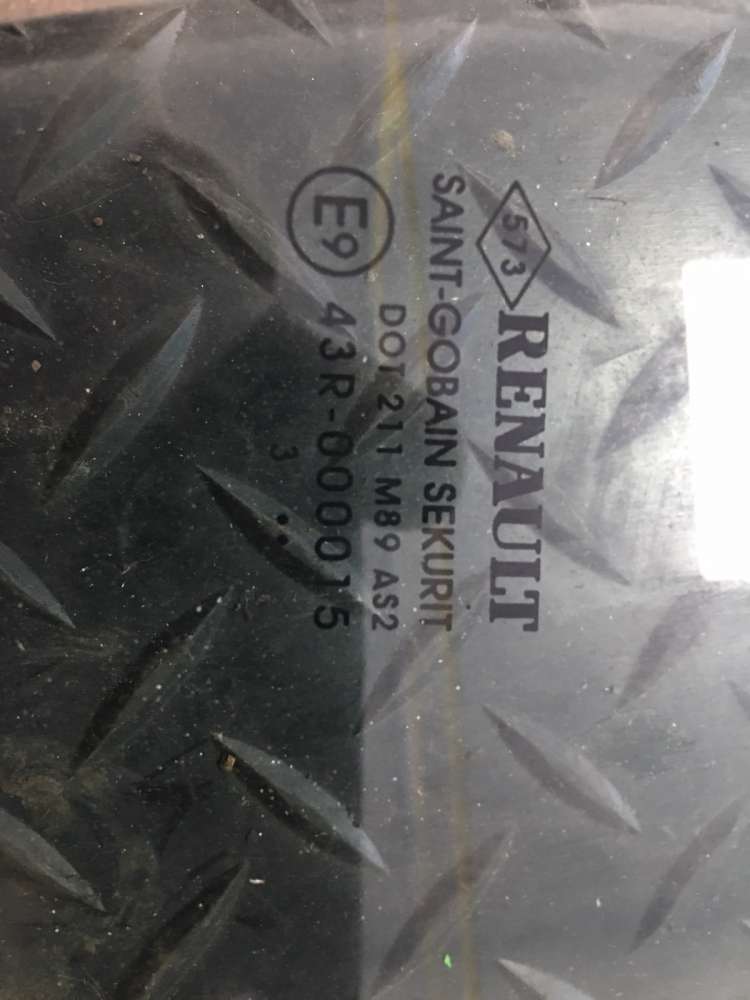 573 RENAULT
SAINT-GOBAIN SEKURIT
DOT 211 M89 AS2
E9 43R-000015
3 ..